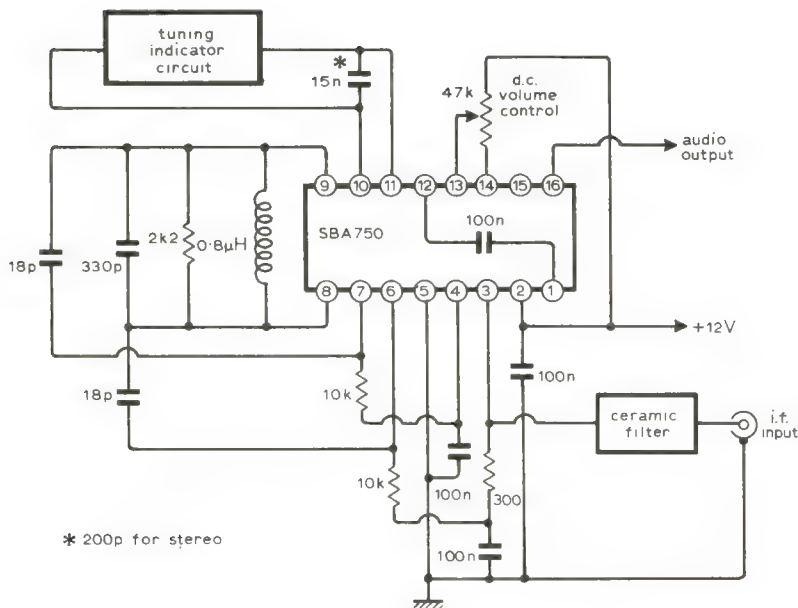 tuning
indicator
circuit
*
15n
47k
d.c.
volume
control
audio
output
9
10
11
12
13
14
15
16
SBA750
100n
18p
330p
2k2
0·8µH
8
7
6
5
4
3
2
1
+12V
18p
10k
100n
ceramic
filter
i.f.
input
10k
100n
300
100n
* 200p for stereo